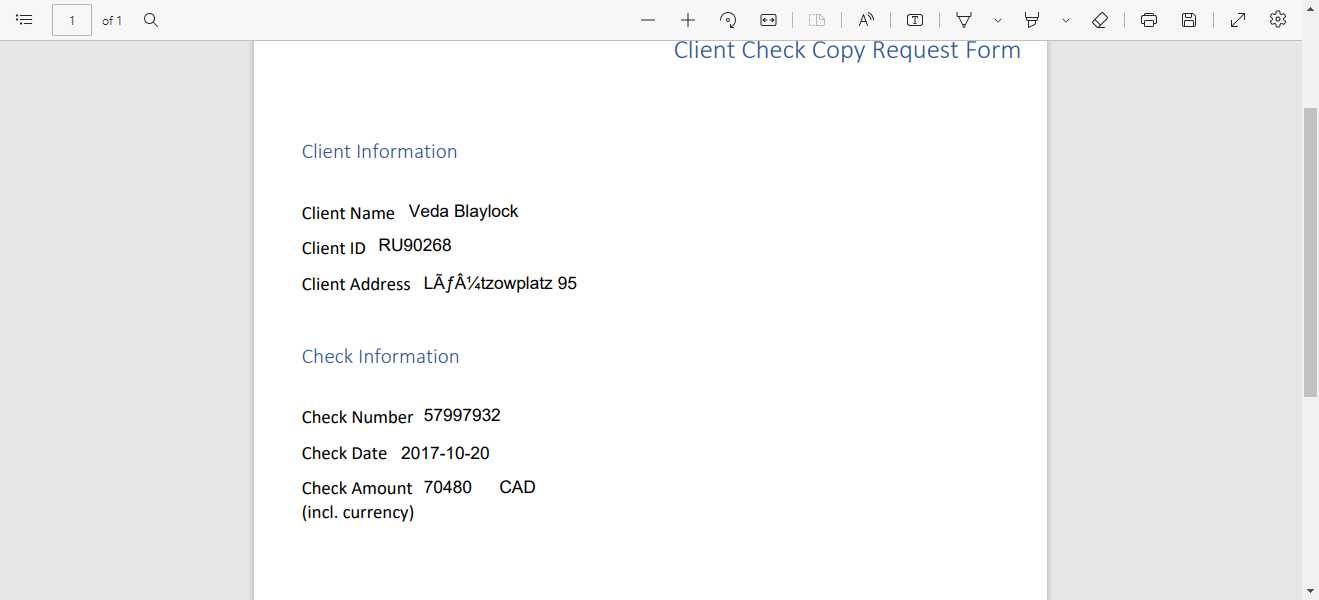 1 of 1
Client Check Copy Request Form
Client Information
Client Name Veda Blaylock
Client ID RU90268
Client Address LÃƒÂ¼tzowplatz 95
Check Information
Check Number 57997932
Check Date 2017-10-20
Check Amount 70480 CAD
(incl. currency)